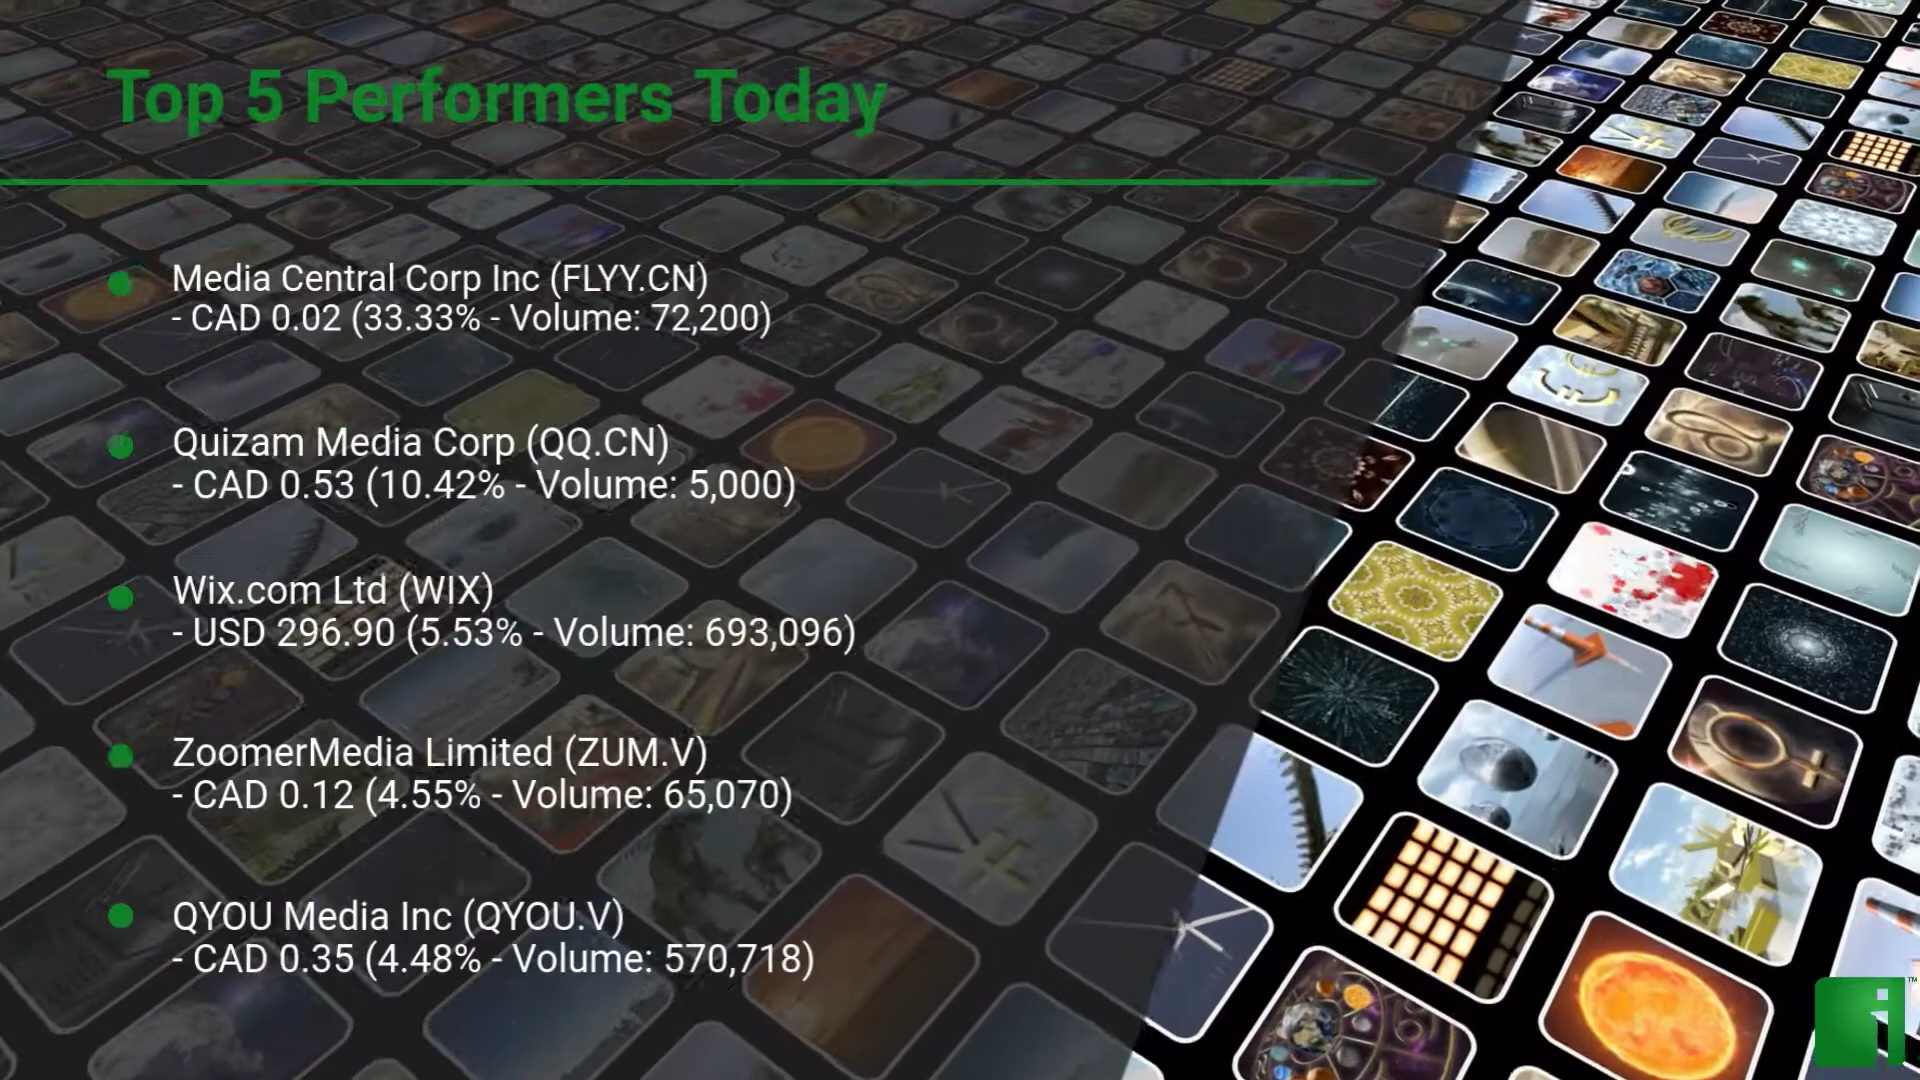 Top 5 Performers Today
Media Central Corp Inc (FLYY.CN)
- CAD 0.02 (33.33% - Volume: 72,200)
Quizam Media Corp (QQ.CN)
- CAD 0.53 (10.42% - Volume: 5,000)
Wix.com Ltd (WIX)
- USD 296.90 (5.53% - Volume: 693,096)
ZoomerMedia Limited (ZUM.V)
- CAD 0.12 (4.55% - Volume: 65,070)
QYOU Media Inc (QYOU.V)
- CAD 0.35 (4.48% - Volume: 570,718)
i
TM